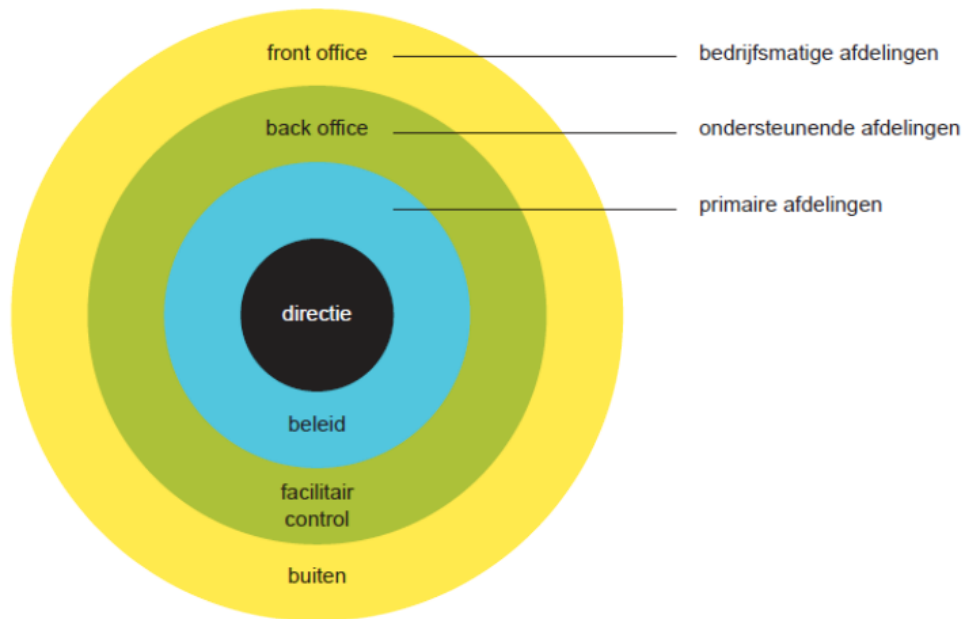 front office
bedrijfsmatige afdelingen
back office
ondersteunende afdelingen
primaire afdelingen
directie
beleid
facilitair
control
buiten